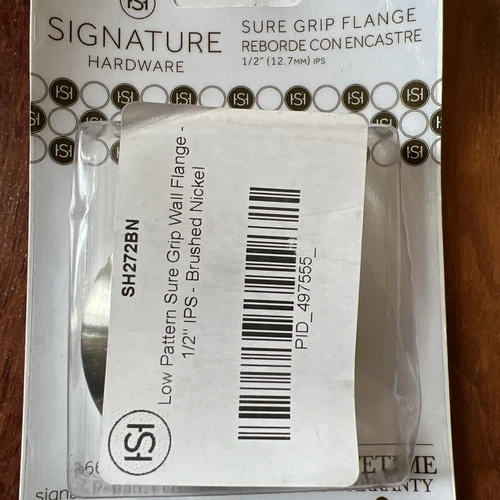 SIGNATURE
HARDWARE
SURE GRIP FLANGE
REBORDE CON ENCASTRE
1/2" (12.7MM) IPS
SH272BN
Low Pattern Sure Grip Wall Flange -
1/2" IPS - Brushed Nickel
PID_497555_